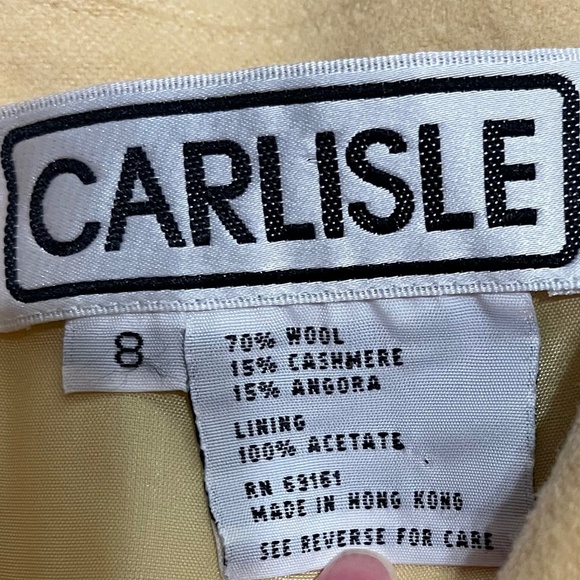 CARLISLE
8
70% WOOL
15% CASHMERE
15% ANGORA
LINING
100% ACETATE
RN 69161
MADE IN HONG KONG
SEE REVERSE FOR CARE